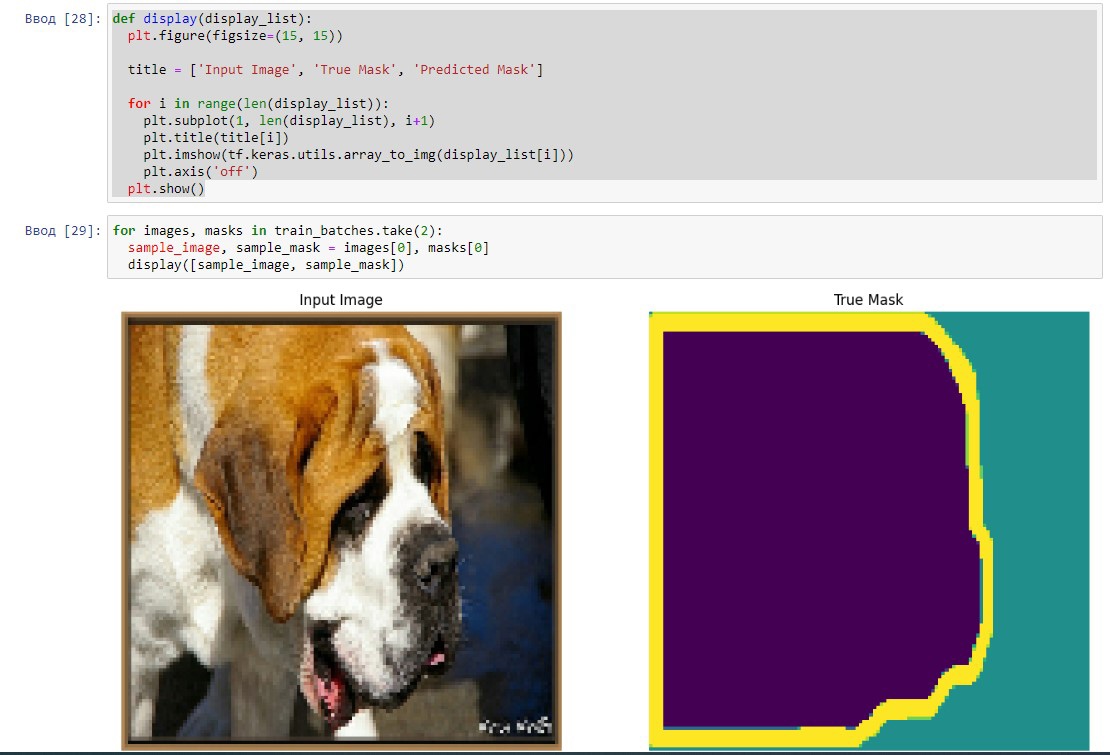 Ввод [28]:
def display(display_list):
  plt.figure(figsize=(15, 15))
  title = ['Input Image', 'True Mask', 'Predicted Mask']
  for i in range(len(display_list)):
    plt.subplot(1, len(display_list), i+1)
    plt.title(title[i])
    plt.imshow(tf.keras.utils.array_to_img(display_list[i]))
    plt.axis('off')
  plt.show()
Ввод [29]:
for images, masks in train_batches.take(2):
  sample_image, sample_mask = images[0], masks[0]
  display([sample_image, sample_mask])
Input Image
True Mask